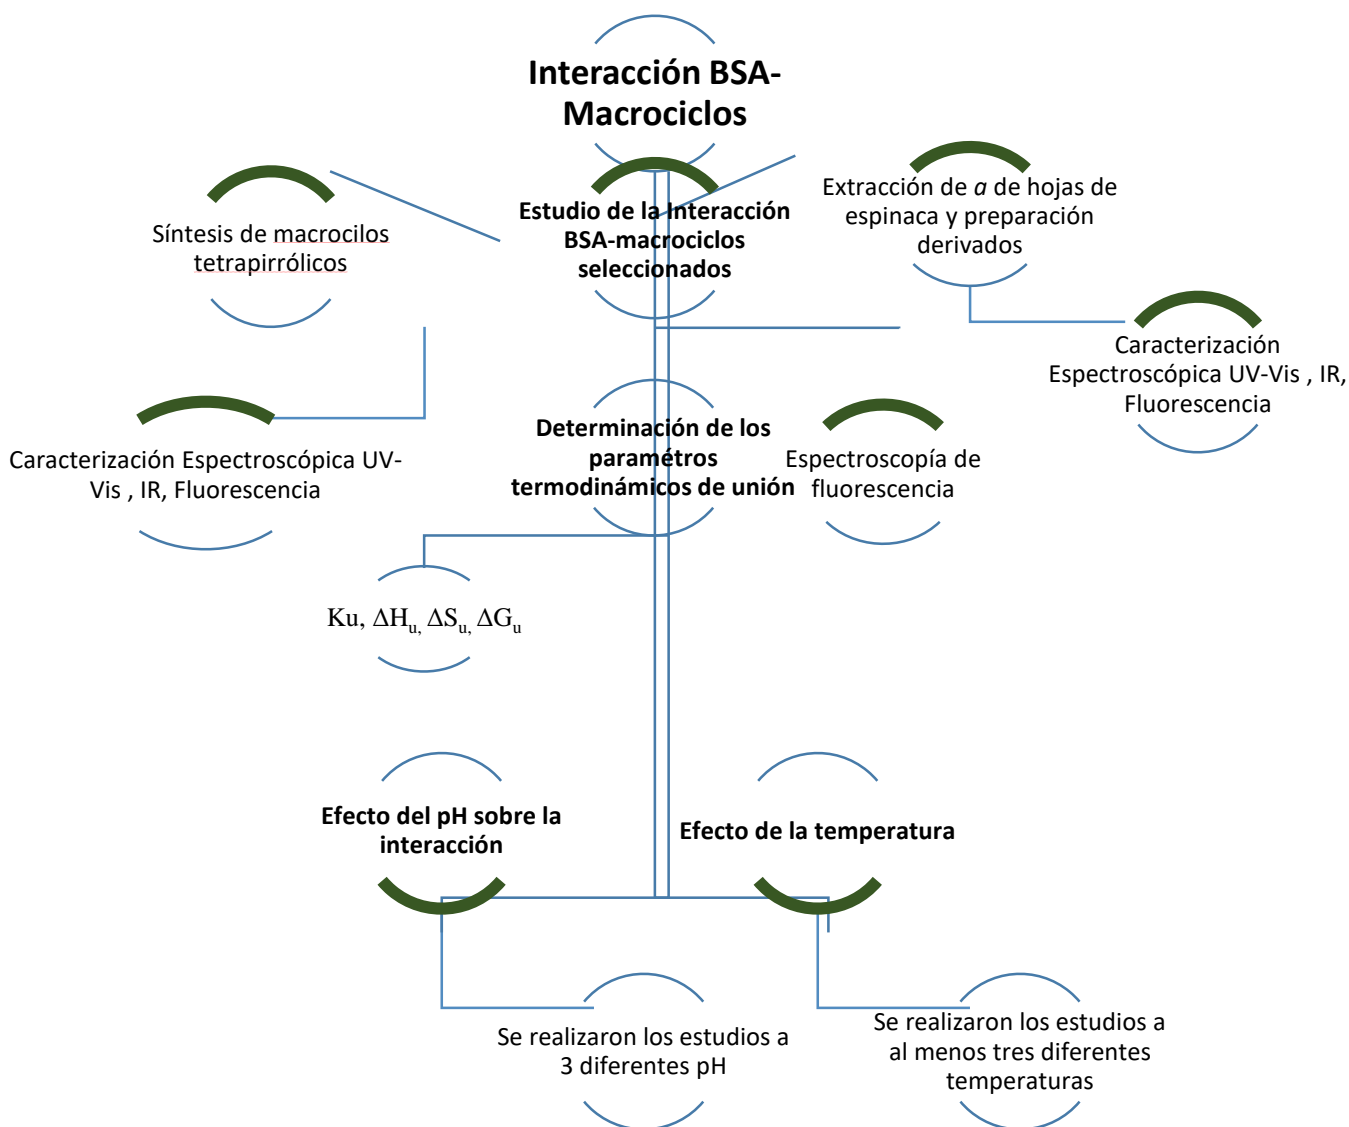 Interacción BSA-
Macrociclos
Síntesis de macrocilos
tetrapirrólicos
Estudio de la Interacción
BSA-macrociclos
seleccionados
Extracción de a de hojas de
espinaca y preparación
derivados
Caracterización
Espectroscópica UV-Vis , IR,
Fluorescencia
Caracterización Espectroscópica UV-
Vis , IR, Fluorescencia
Determinación de los
paramétros
termodinámicos de unión
Espectroscopía de
fluorescencia
Ku, ΔHu, ΔSu, ΔGu
Efecto del pH sobre la
interacción
Efecto de la temperatura
Se realizaron los estudios a
3 diferentes pH
Se realizaron los estudios a
al menos tres diferentes
temperaturas